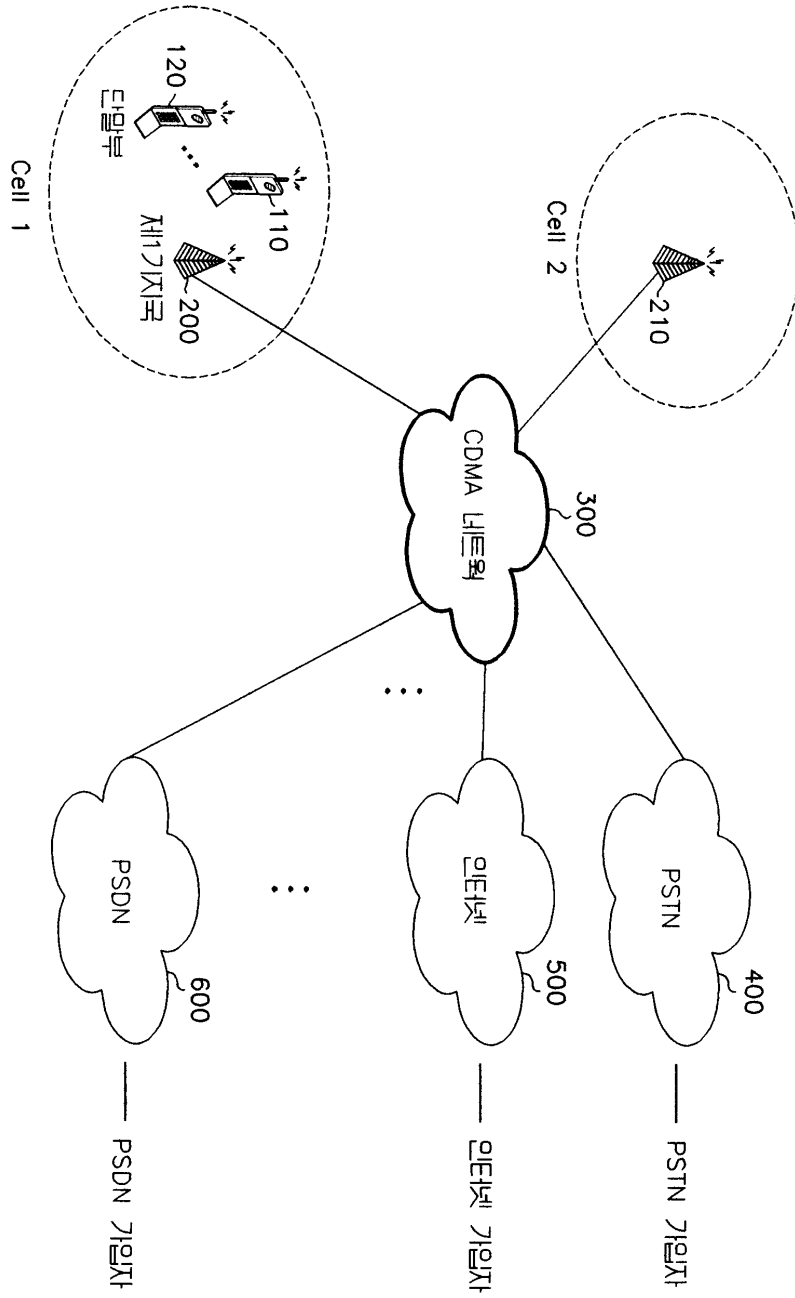 Cell 2
210
Cell 1
120
단말부
110
200
제1기지국
300
CDMA 네트웍
400
PSTN
PSTN 가입자
500
인터넷
인터넷 가입자
600
PSDN
PSDN 가입자